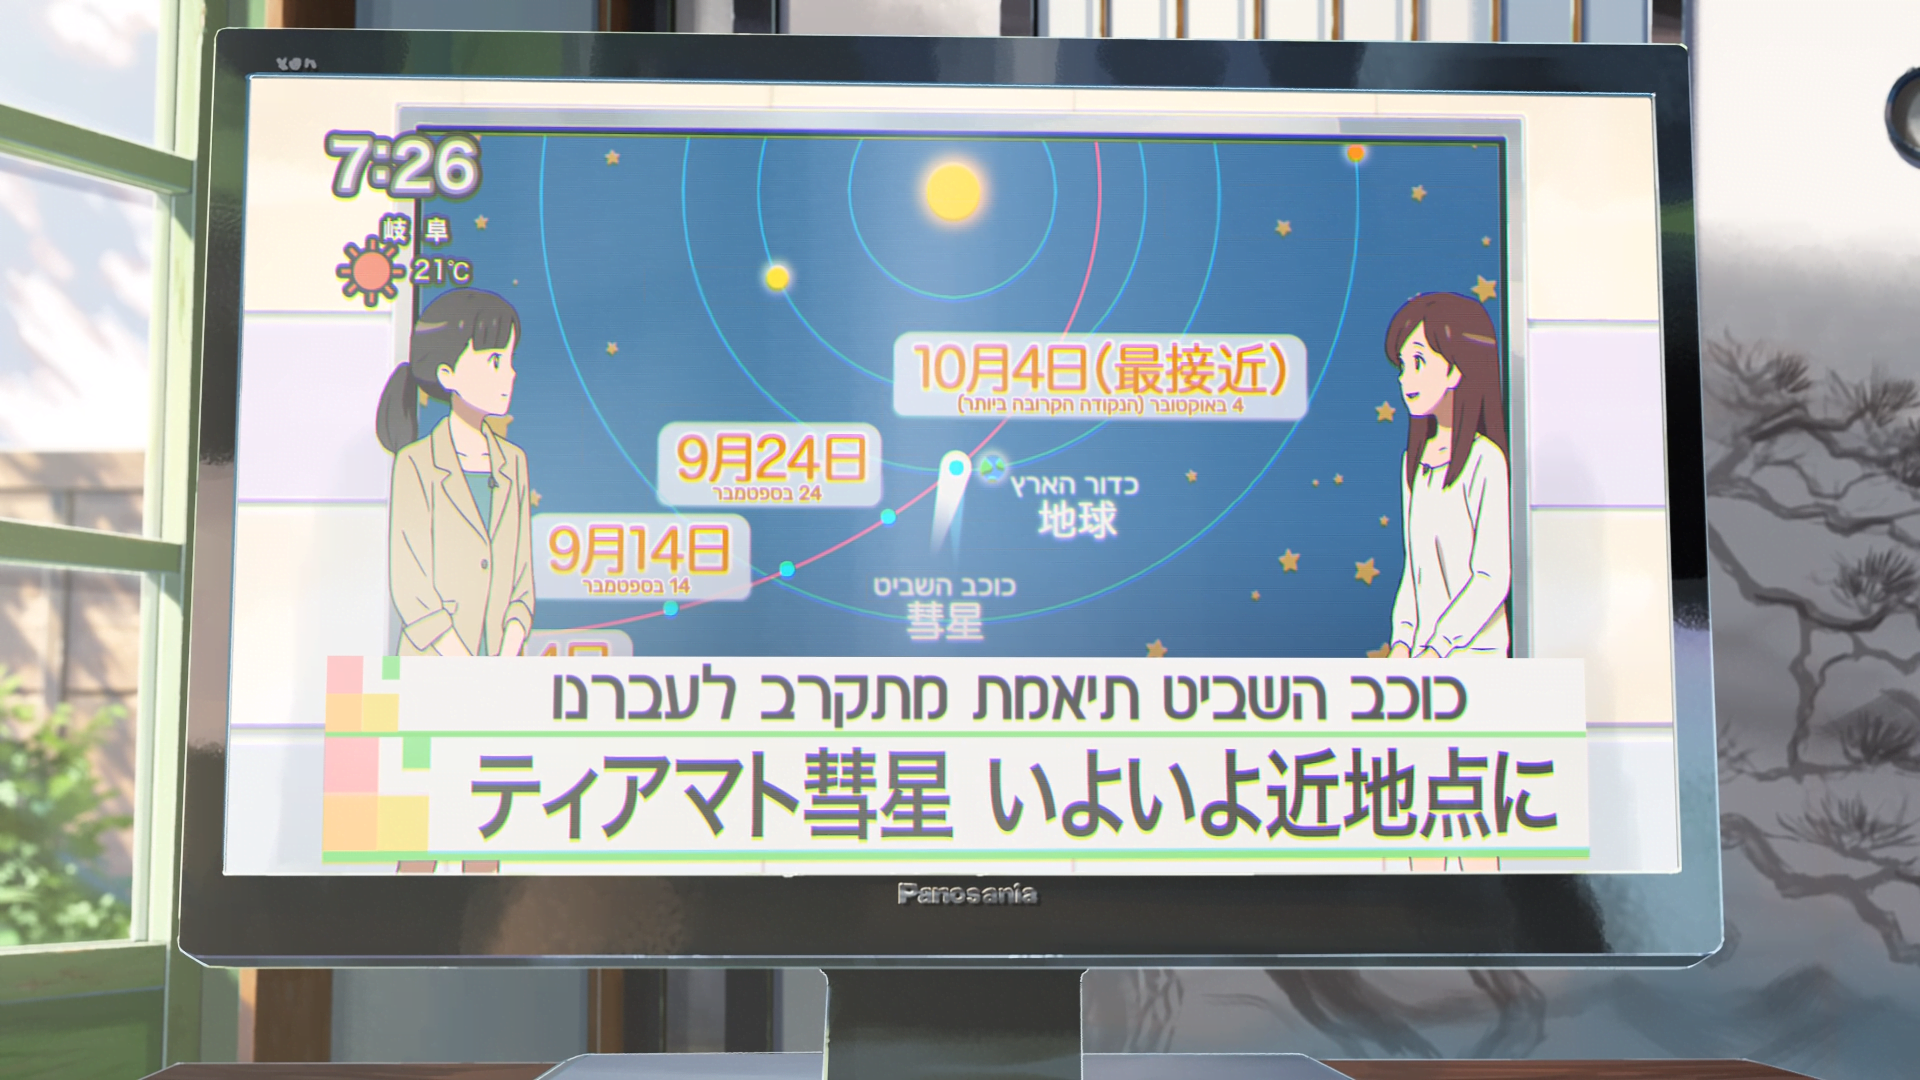 7:26
岐阜
21℃
10月4日(最接近)
4 באוקטובר (הנקודה הקרובה ביותר)
9月24日
24 בספטמבר
כדור הארץ
地球
9月14日
14 בספטמבר
כוכב השביט
彗星
4日
כוכב השביט תיאמת מתקרב לעברנו
ティアマト彗星 いよいよ近地点に
Panosania